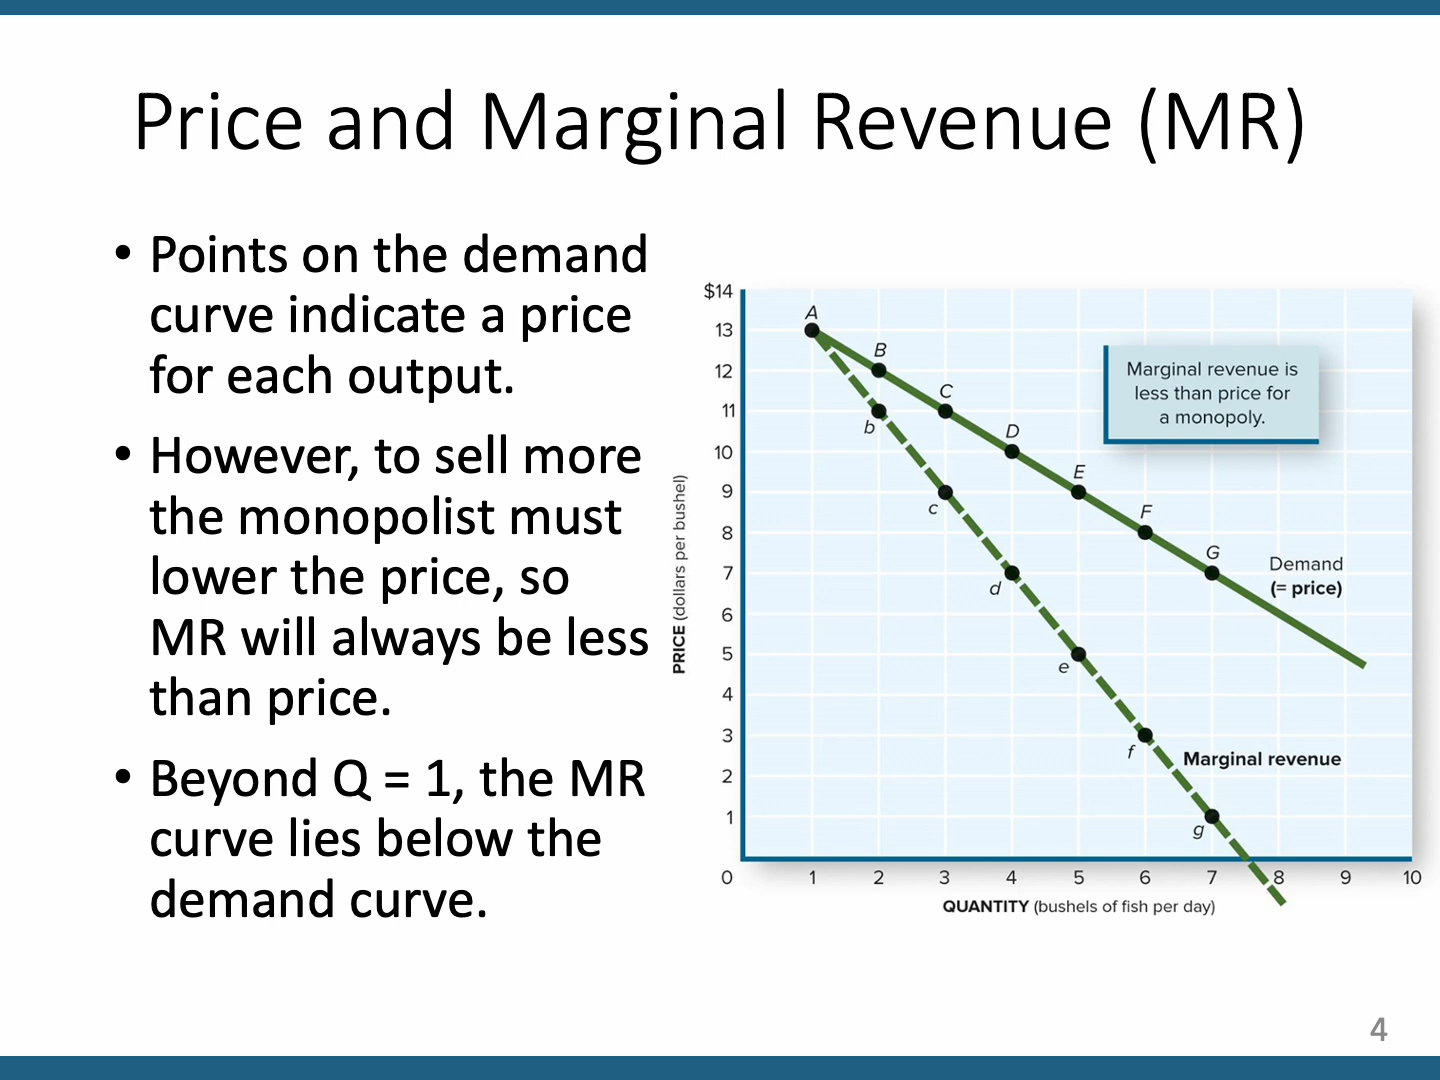 Price and Marginal Revenue (MR)
• Points on the demand
curve indicate a price
for each output.
• However, to sell more
the monopolist must
lower the price, so
MR will always be less
than price.
• Beyond Q = 1, the MR
curve lies below the
demand curve.
$14
13
12
11
10
9
8
7
6
5
4
3
2
1
0
PRICE (dollars per bushel)
A
B
C
D
E
F
G
b
c
d
e
f
g
Marginal revenue is
less than price for
a monopoly.
Demand
(= price)
Marginal revenue
1 2 3 4 5 6 7 8 9 10
QUANTITY (bushels of fish per day)
4